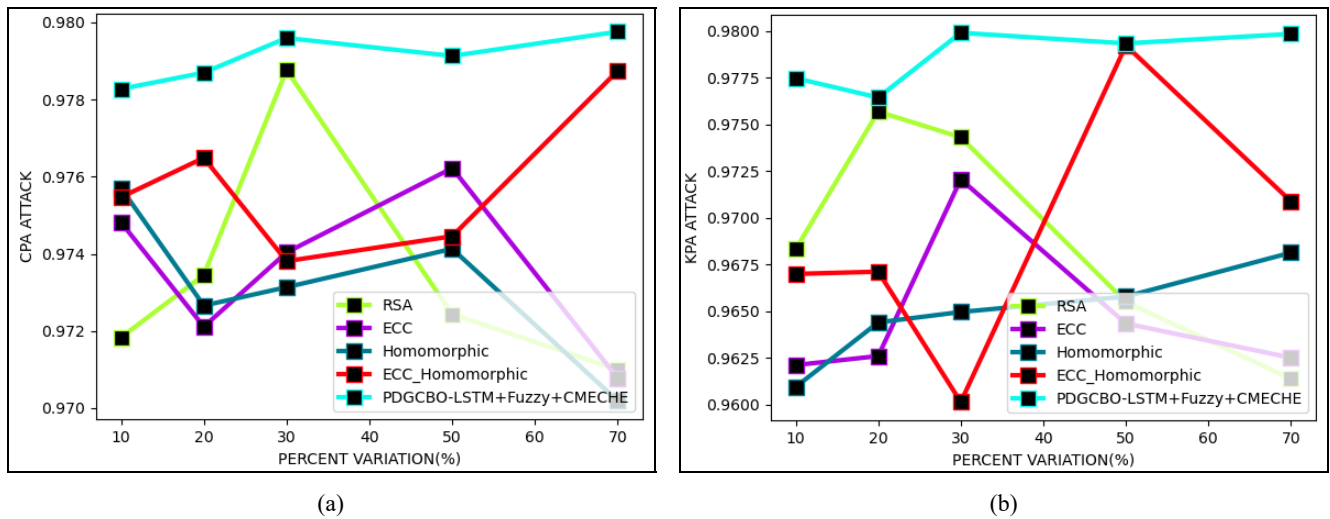 0.980
0.978
0.976
0.974
0.972
0.970
CPA ATTACK
10 20 30 40 50 60 70
PERCENT VARIATION(%)
RSA
ECC
Homomorphic
ECC_Homomorphic
PDGCBO-LSTM+Fuzzy+CMECHE
(a)
0.9800
0.9775
0.9750
0.9725
0.9700
0.9675
0.9650
0.9625
0.9600
KPA ATTACK
10 20 30 40 50 60 70
PERCENT VARIATION(%)
RSA
ECC
Homomorphic
ECC_Homomorphic
PDGCBO-LSTM+Fuzzy+CMECHE
(b)